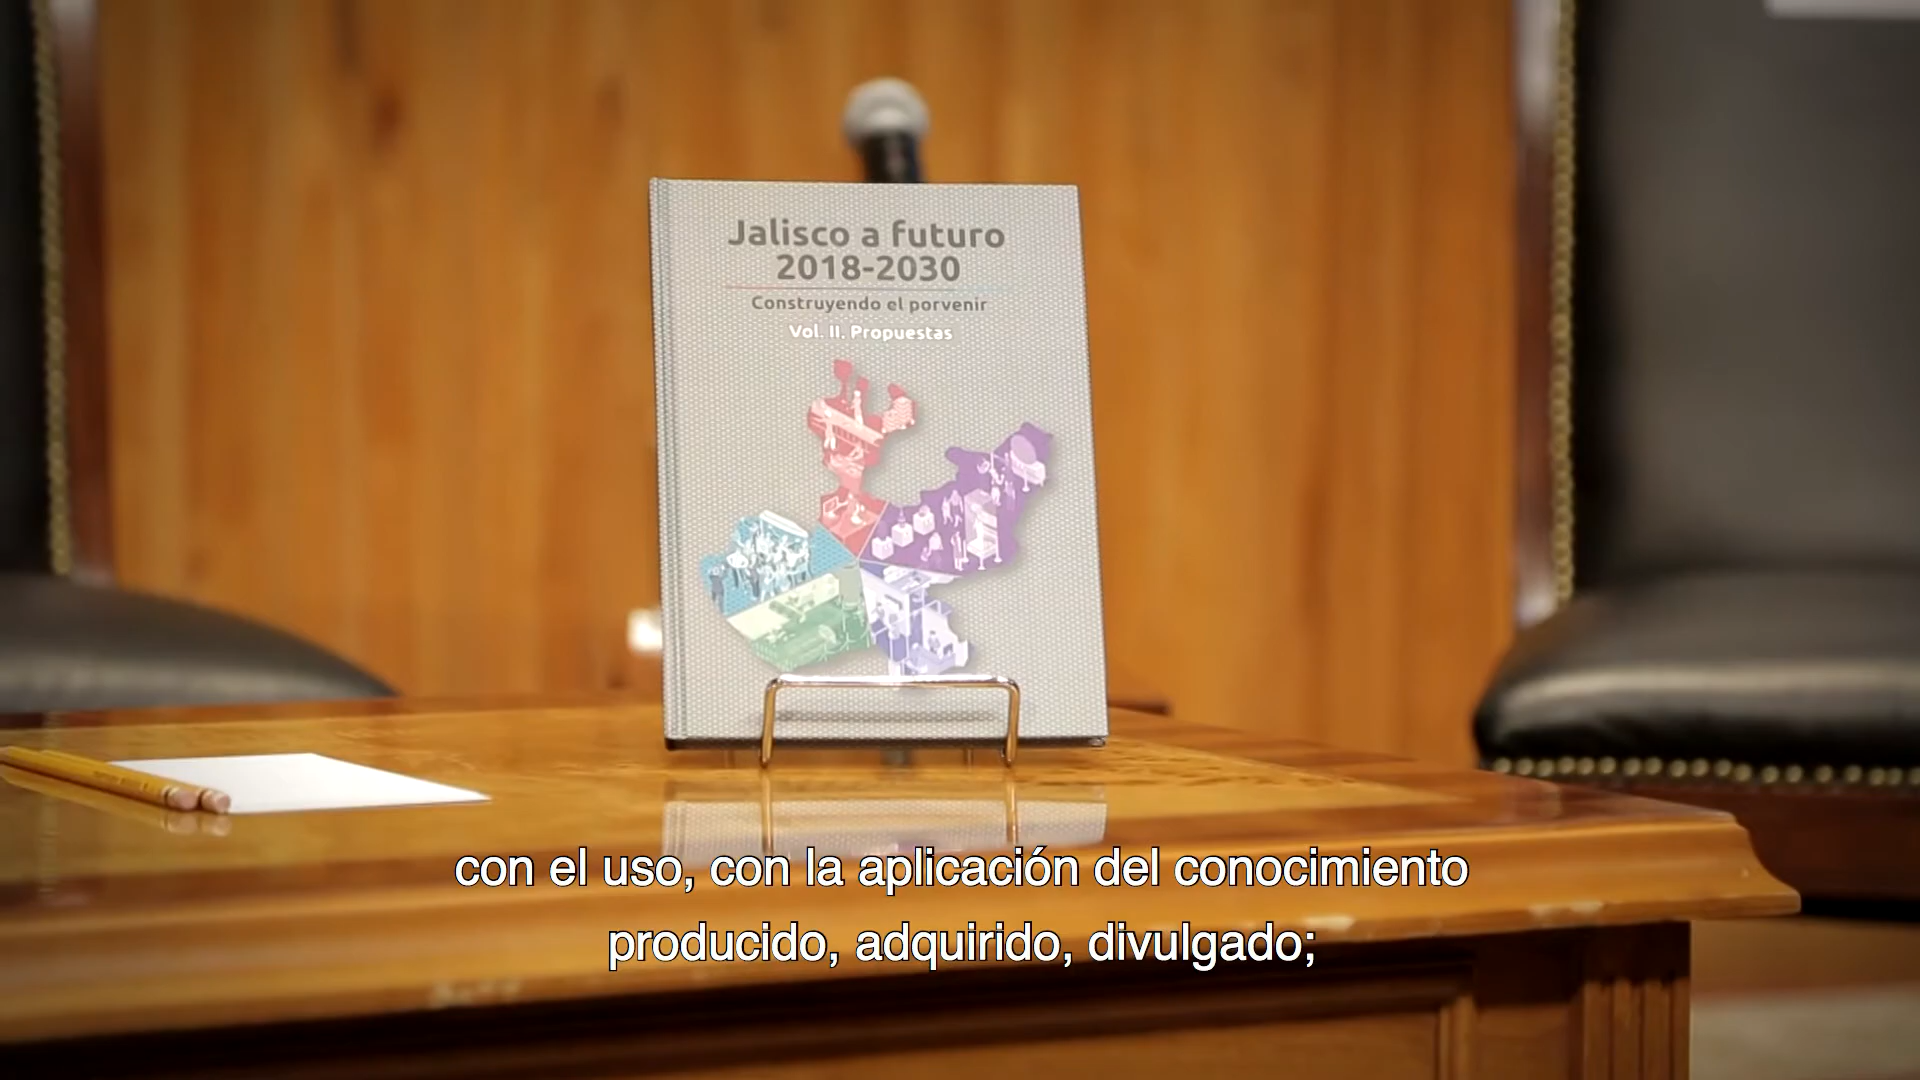 Jalisco a futuro
2018-2030
Construyendo el porvenir
Vol. II. Propuestas
con el uso, con la aplicación del conocimiento
producido, adquirido, divulgado;